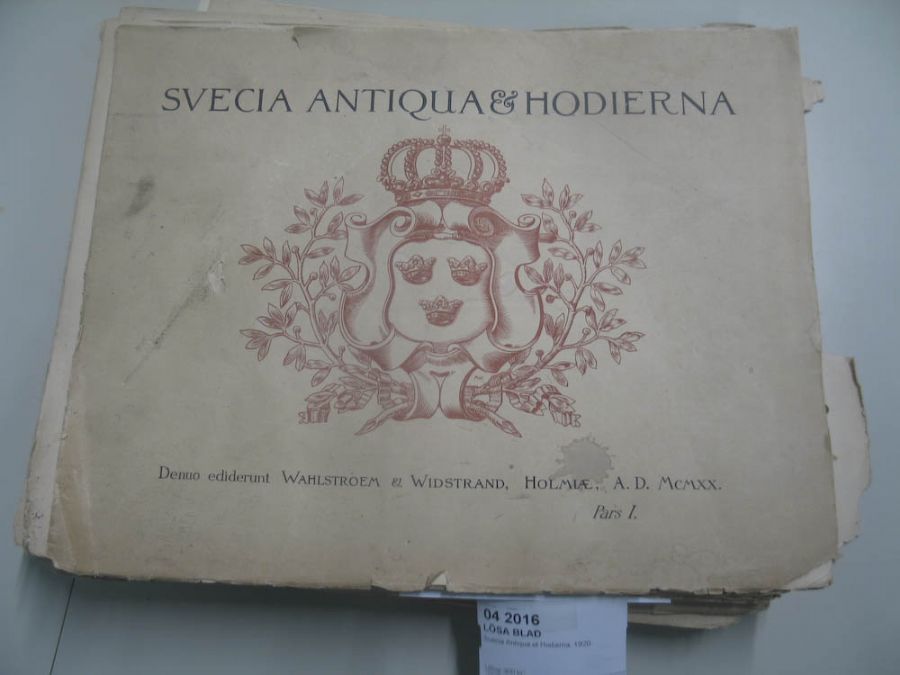 SVECIA ANTIQUA & HODIERNA
Denuo ediderunt WAHLSTROEM & WIDSTRAND, HOLMIÆ, A. D. MCMXX.
Pars I.
04 2016
LÖSA BLAD
Svecia Antiqua et Hodierna, 1920